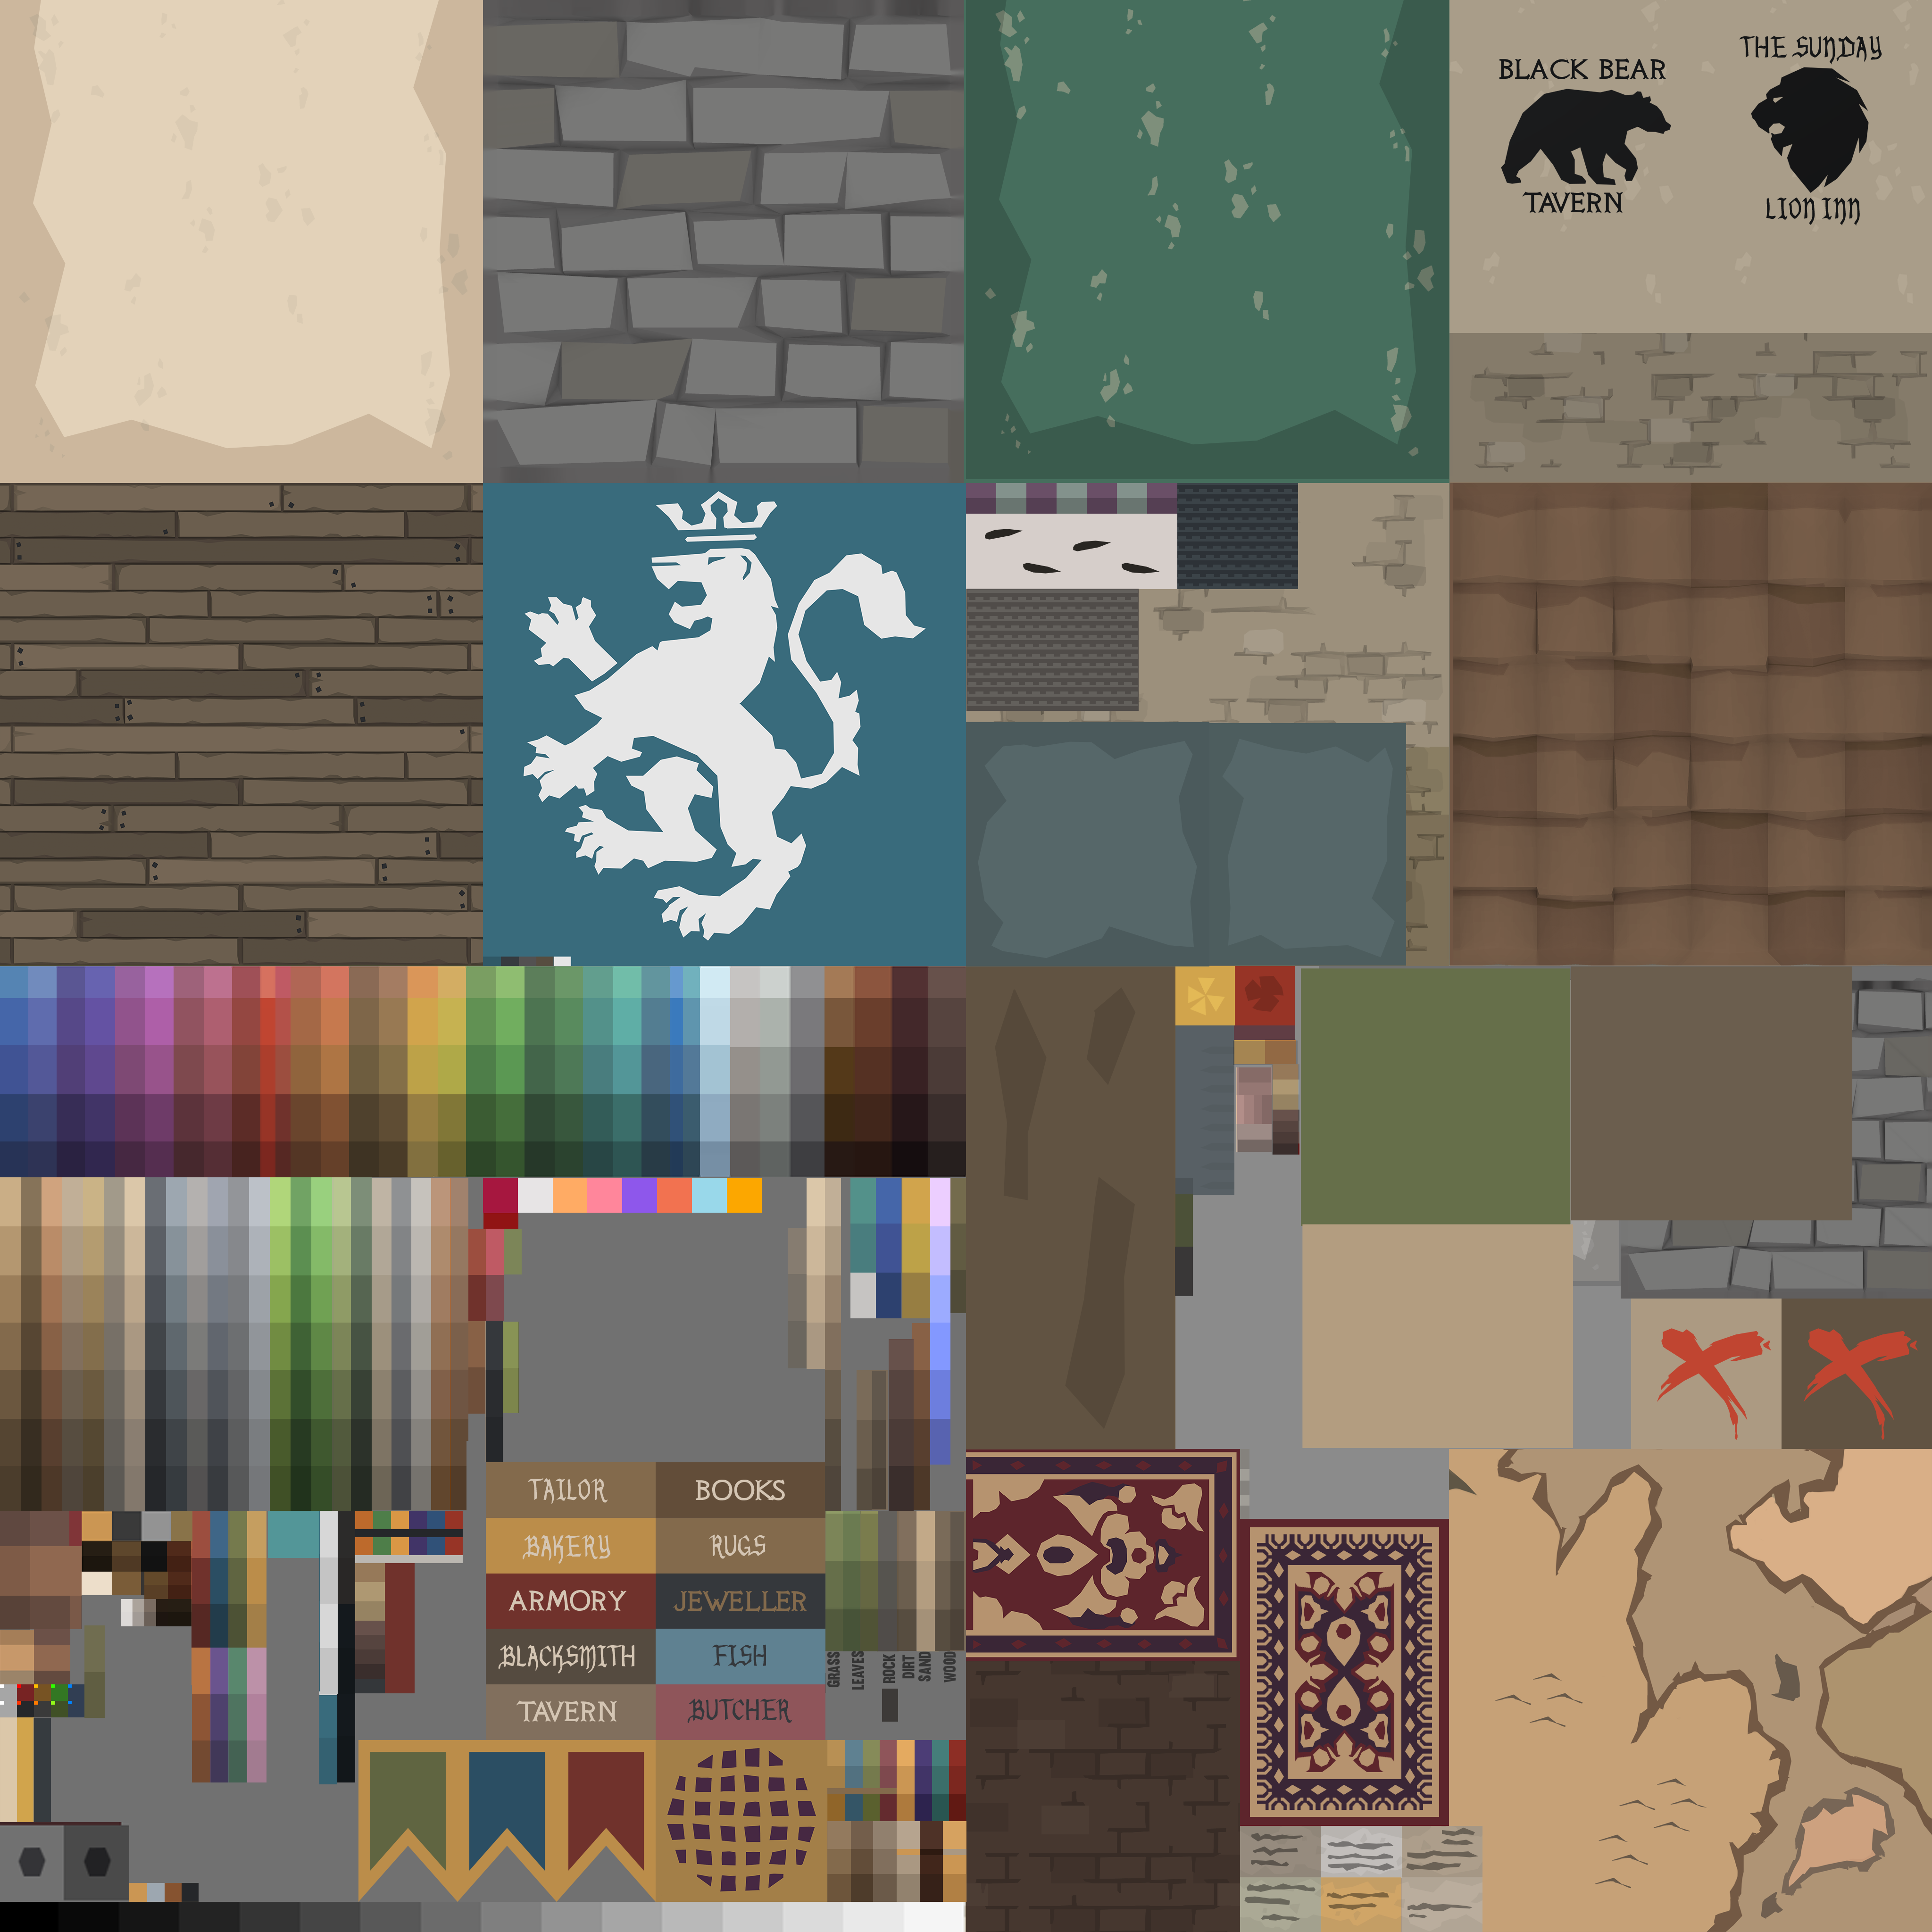 BLACK BEAR
TAVERN
THE SUNDAY
LION INN
TAILOR
BOOKS
BAKERY
RUGS
ARMORY
JEWELLER
BLACKSMITH
FISH
TAVERN
BUTCHER
GRASS
LEAVES
ROCK
DIRT
SAND
WOOD